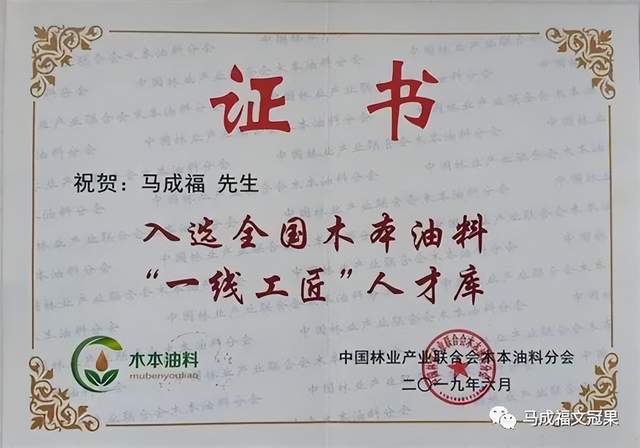 证书
祝贺：马成福 先生
入选全国木本油料
“一线工匠”人才库
木本油料
mubenyouliao
中国林业产业联合会木本油料分会
二〇一九年六月
马成福文冠果